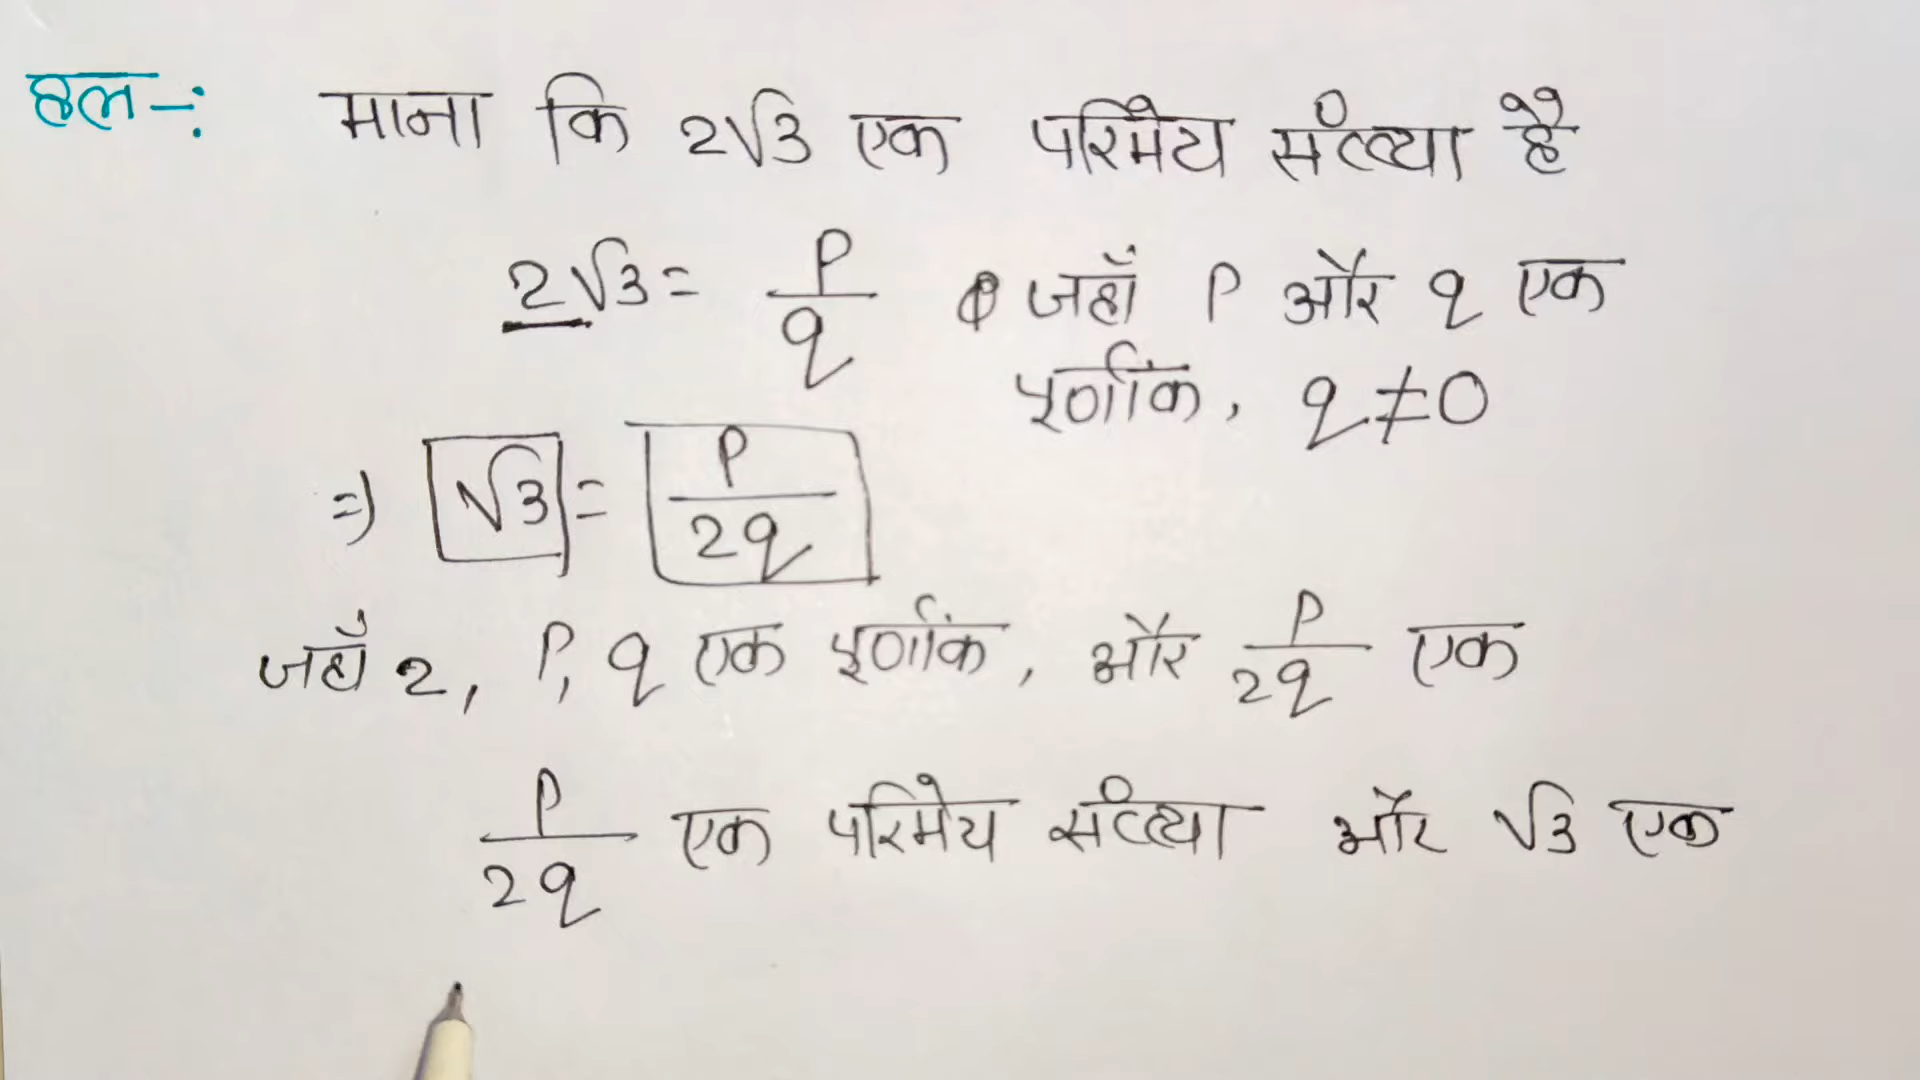 हल -: माना कि 2√3 एक परिमेय संख्या है
2√3 = P/q जहाँ P और q एक
पूर्णांक, q ≠ 0
⇒ √3 = P/2q
जहाँ 2, P, q एक पूर्णांक, और P/2q एक
P/2q एक परिमेय संख्या और √3 एक